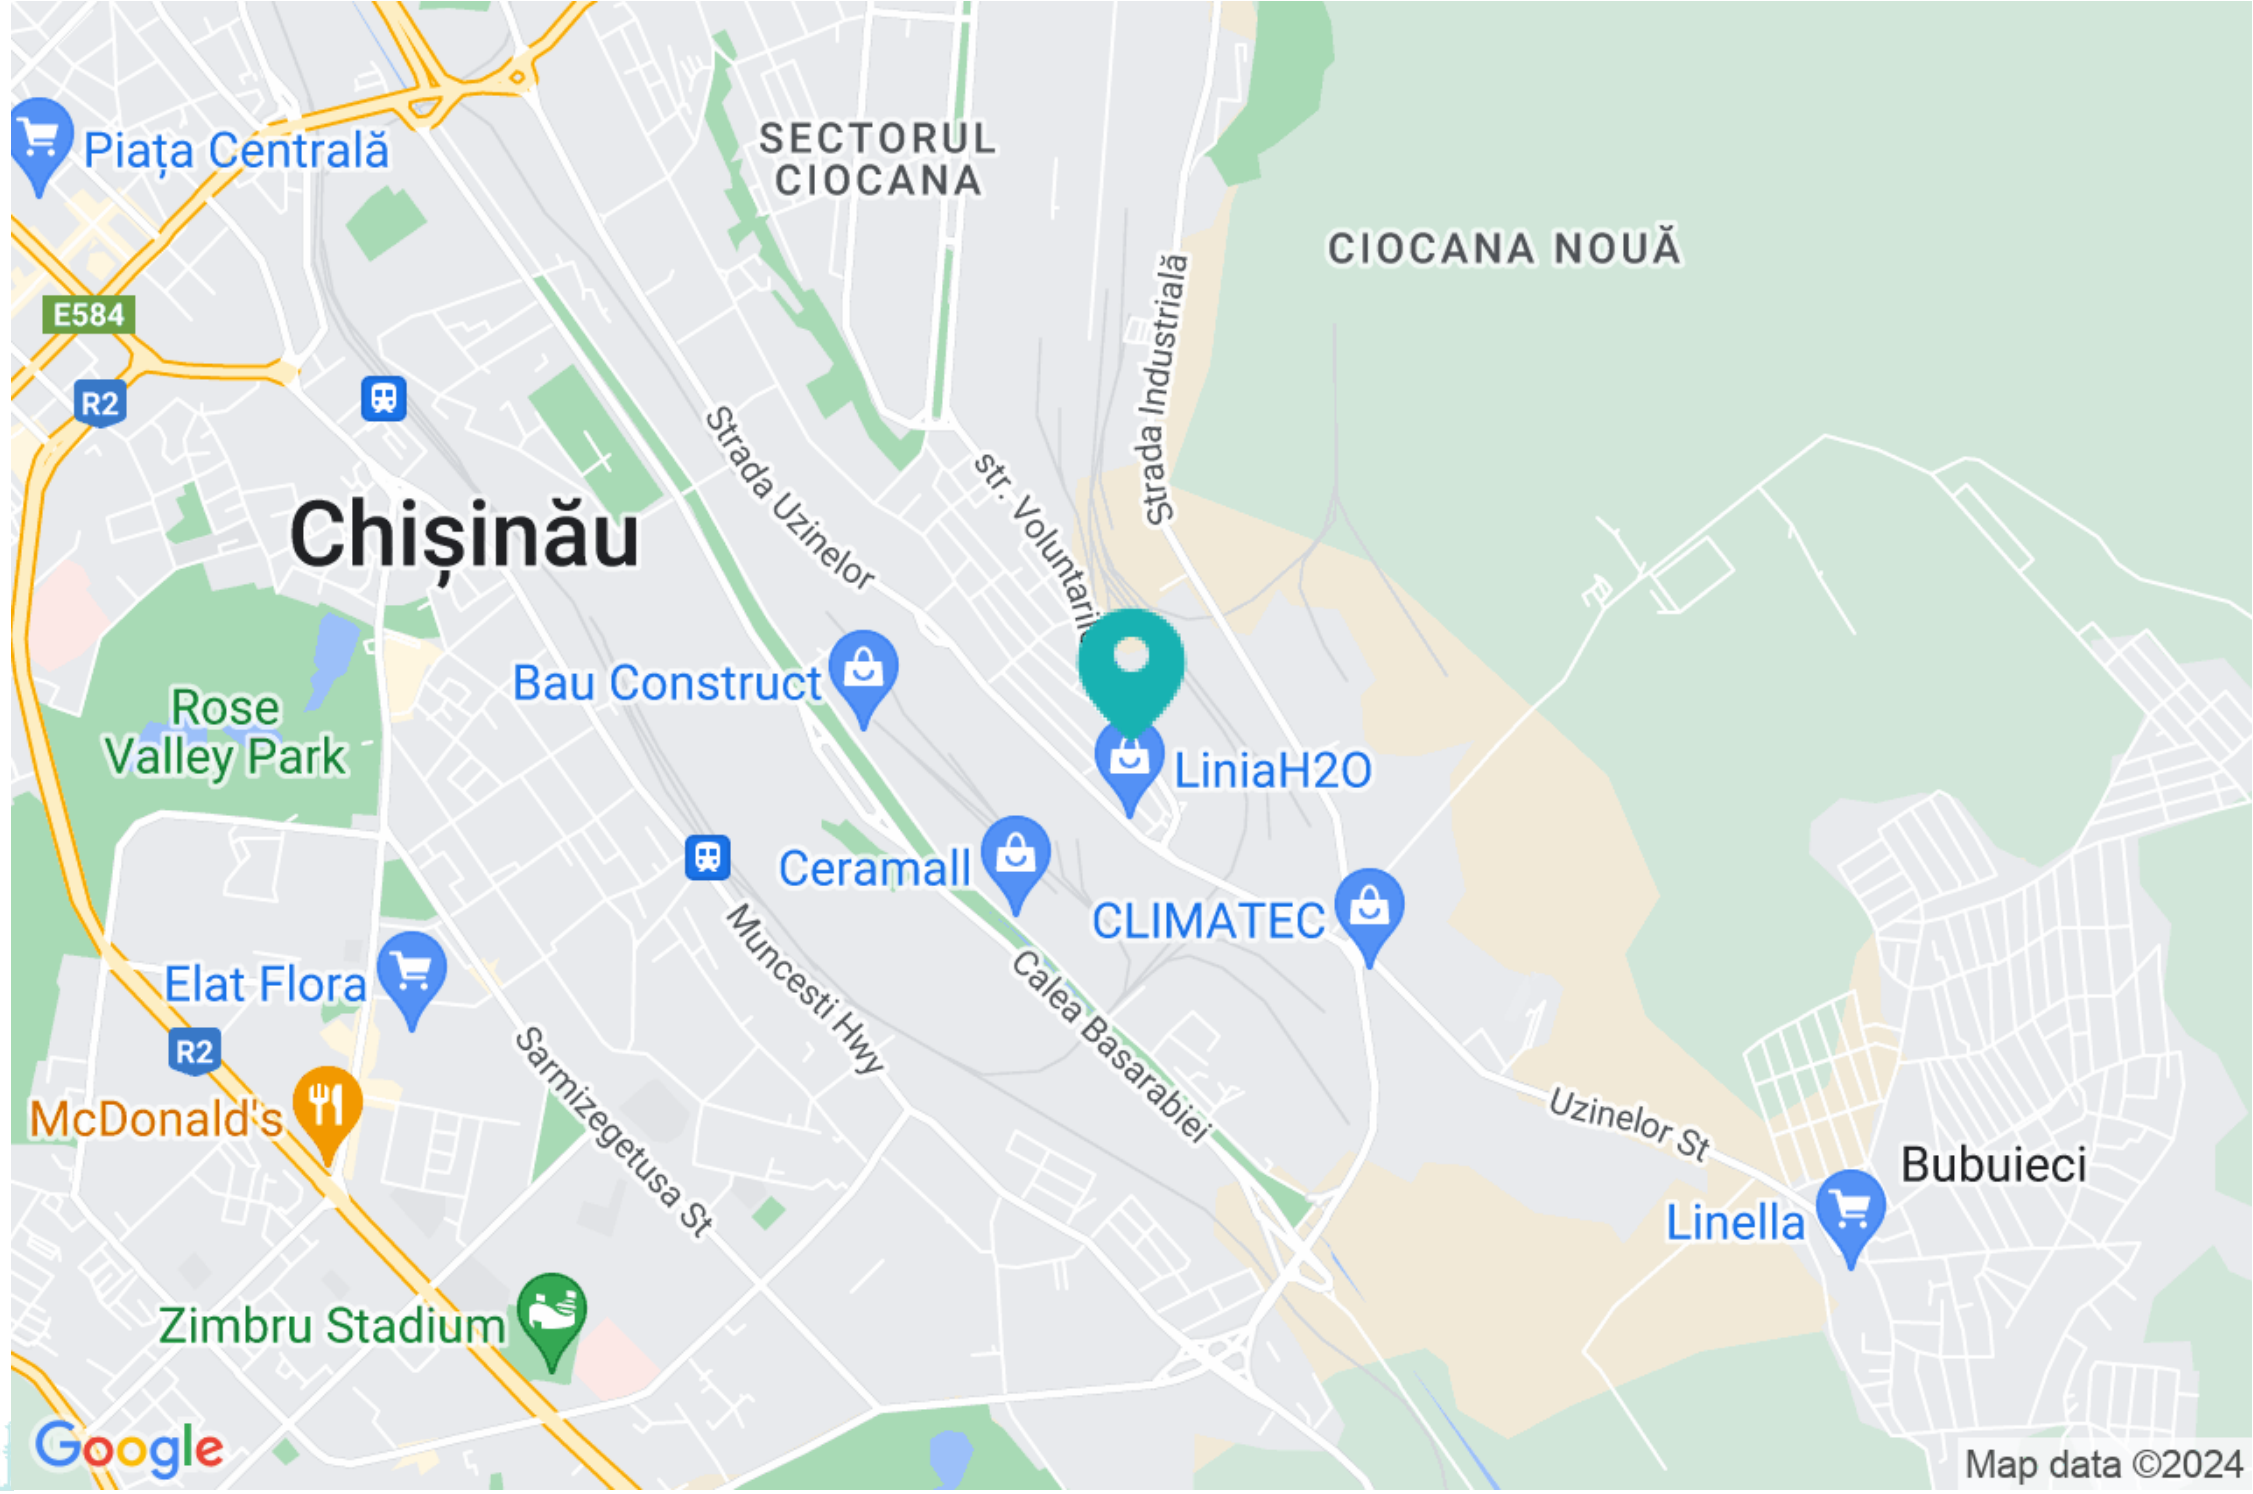 Piața Centrală
SECTORUL
CIOCANA
CIOCANA NOUĂ
E584
R2
Strada Industrială
Strada Uzinelor
str. Voluntarilor
Chișinău
Bau Construct
Rose
Valley Park
LiniaH2O
Ceramall
CLIMATEC
Elat Flora
Muncesti Hwy
Calea Basarabiei
R2
Sarmizegetusa St
McDonald's
Uzinelor St
Bubuieci
Linella
Zimbru Stadium
Google
Map data ©2024